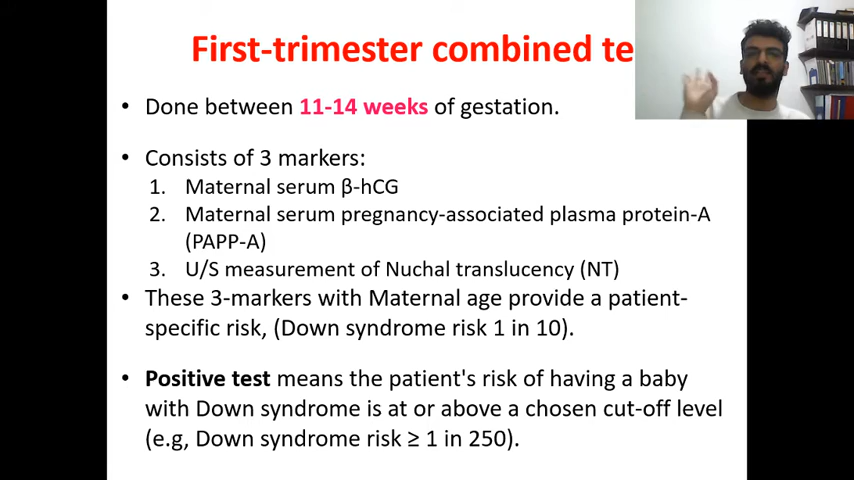 First-trimester combined te
• Done between 11-14 weeks of gestation.
• Consists of 3 markers:
1. Maternal serum β-hCG
2. Maternal serum pregnancy-associated plasma protein-A
(PAPP-A)
3. U/S measurement of Nuchal translucency (NT)
• These 3-markers with Maternal age provide a patient-
specific risk, (Down syndrome risk 1 in 10).
• Positive test means the patient's risk of having a baby
with Down syndrome is at or above a chosen cut-off level
(e.g, Down syndrome risk ≥ 1 in 250).